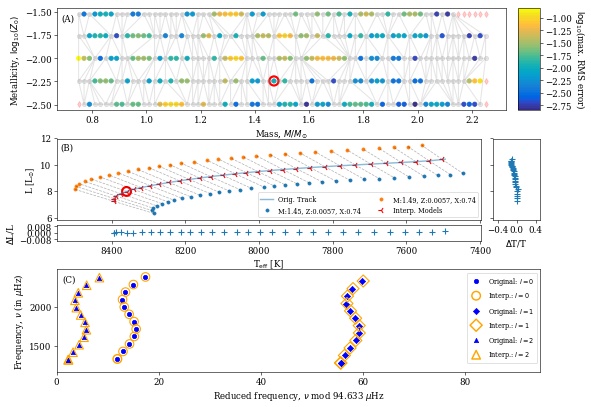 (A)
Metallicity, log₁₀(Z₀)
−1.50
−1.75
−2.00
−2.25
−2.50
0.8
1.0
1.2
1.4
1.6
1.8
2.0
2.2
Mass, M/M⊙
−1.00
−1.25
−1.50
−1.75
−2.00
−2.25
−2.50
−2.75
log₁₀(max. RMS error)
(B)
L [L⊙]
12
10
8
6
Orig. Track
M:1.45, Z:0.0057, X:0.74
M:1.49, Z:0.0057, X:0.74
Interp. Models
ΔL/L
0.008
0.000
−0.008
8400
8200
8000
7800
7600
7400
Teff [K]
−0.4
0.4
ΔT/T
(C)
Frequency, ν (in μHz)
2000
1500
0
20
40
60
80
Reduced frequency, ν mod 94.633 μHz
Original: l = 0
Interp.: l = 0
Original: l = 1
Interp.: l = 1
Original: l = 2
Interp.: l = 2